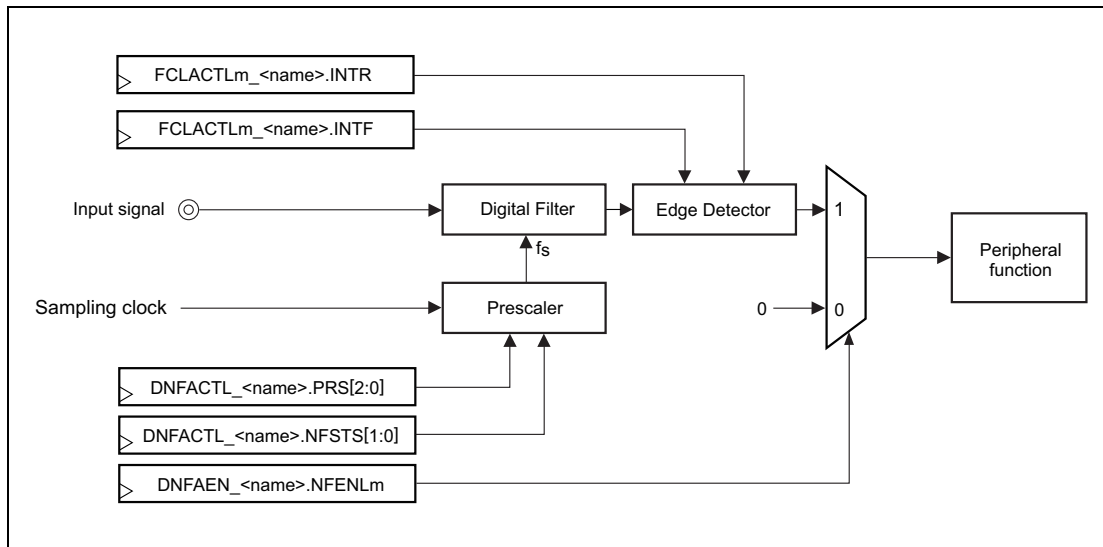 FCLACTLm_<name>.INTR
FCLACTLm_<name>.INTF
Input signal
Digital Filter
Edge Detector
1
Peripheral
function
fs
Sampling clock
Prescaler
0
0
DNFACTL_<name>.PRS[2:0]
DNFACTL_<name>.NFSTS[1:0]
DNFAEN_<name>.NFENLm